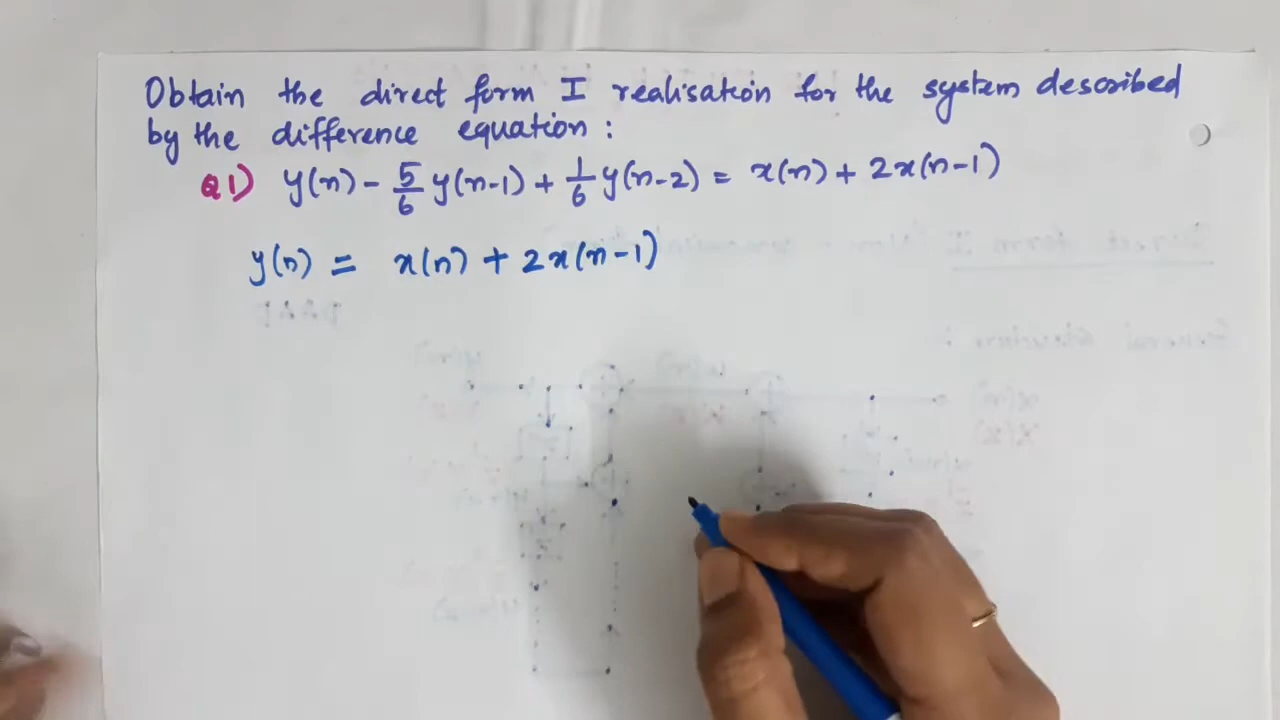 Obtain the direct form I realisation for the system described
by the difference equation :
Q1) y(n) - 5/6 y(n-1) + 1/6 y(n-2) = x(n) + 2x(n-1)
y(n) = x(n) + 2x(n-1)